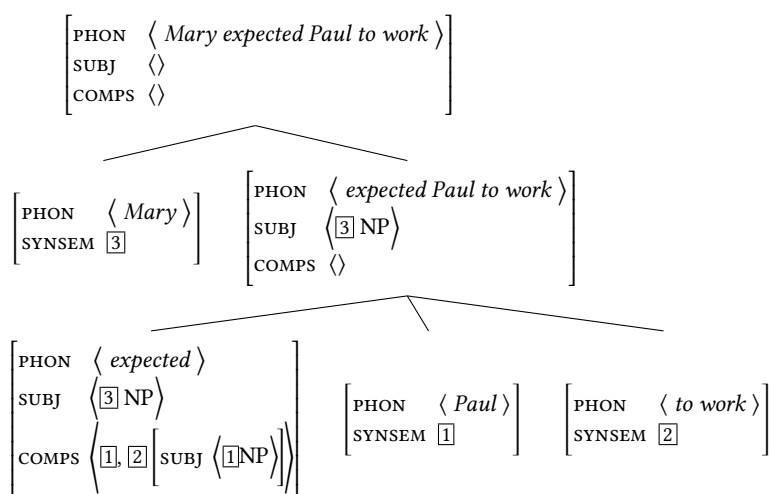 PHON ⟨ Mary expected Paul to work ⟩
SUBJ ⟨⟩
COMPS ⟨⟩
PHON ⟨ Mary ⟩
SYNSEM 3
PHON ⟨ expected Paul to work ⟩
SUBJ ⟨ 3 NP ⟩
COMPS ⟨⟩
PHON ⟨ expected ⟩
SUBJ ⟨ 3 NP ⟩
COMPS ⟨ 1, 2 [ SUBJ ⟨ 1 NP ⟩ ] ⟩
PHON ⟨ Paul ⟩
SYNSEM 1
PHON ⟨ to work ⟩
SYNSEM 2